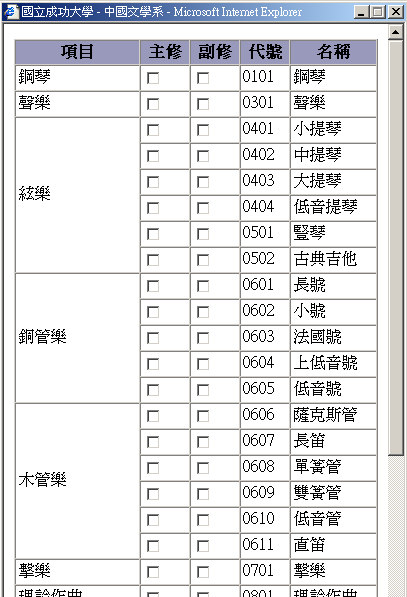 國立成功大學 - 中國文學系 - Microsoft Internet Explorer
項目 主修 副修 代號 名稱
鋼琴 0101 鋼琴
聲樂 0301 聲樂
絃樂 0401 小提琴
0402 中提琴
0403 大提琴
0404 低音提琴
0501 豎琴
0502 古典吉他
銅管樂 0601 長號
0602 小號
0603 法國號
0604 上低音號
0605 低音號
木管樂 0606 薩克斯管
0607 長笛
0608 單簧管
0609 雙簧管
0610 低音管
0611 直笛
擊樂 0701 擊樂
理論作曲 0801 理論作曲